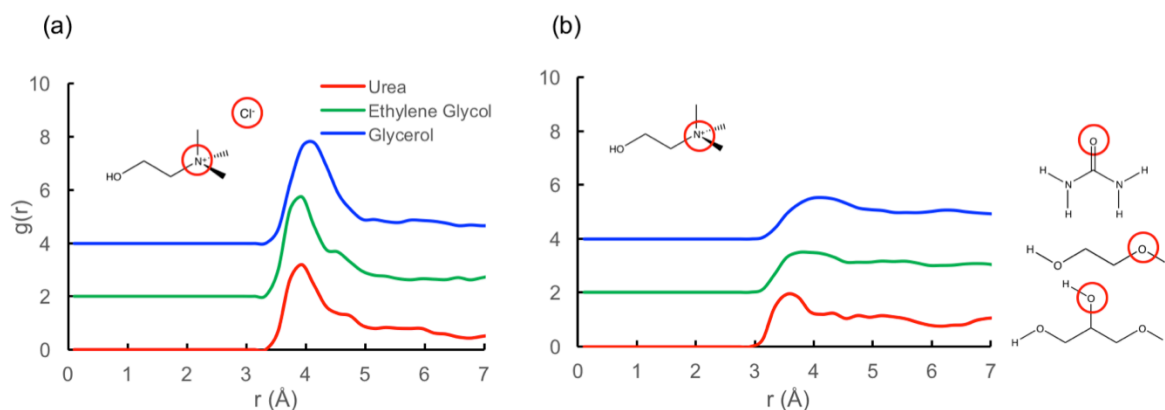 (a)
10
8
6
4
2
0
g(r)
0 1 2 3 4 5 6 7
r (Å)
Urea
Ethylene Glycol
Glycerol
Cl-
N+
HO
(b)
10
8
6
4
2
0
0 1 2 3 4 5 6 7
r (Å)
N+
HO
O
H N N H
H H
H O O
H O
H O O